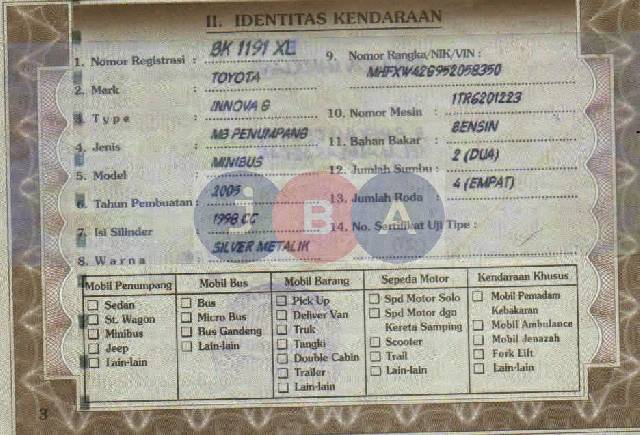 II. IDENTITAS KENDARAAN
1. Nomor Registrasi : BK 1191 XL
2. Merk : TOYOTA
3. Type : INNOVA G
4. Jenis : MB PENUMPANG
5. Model : MINIBUS
6. Tahun Pembuatan : 2005
7. Isi Silinder : 1998 CC
8. Warna : SILVER METALIK
9. Nomor Rangka/NIK/VIN :
MHFXW42G952058350
10. Nomor Mesin : 1TR6201223
11. Bahan Bakar : BENSIN
12. Jumlah Sumbu : 2 (DUA)
13. Jumlah Roda : 4 (EMPAT)
14. No. Sertifikat Uji Tipe :
iBA
Mobil Penumpang
Sedan
St. Wagon
Minibus
Jeep
Lain-lain
Mobil Bus
Bus
Micro Bus
Bus Gandeng
Lain-lain
Mobil Barang
Pick Up
Deliver Van
Truk
Tangki
Double Cabin
Trailer
Lain-lain
Sepeda Motor
Spd Motor Solo
Spd Motor dgn
Kereta Samping
Scooter
Trail
Lain-lain
Kendaraan Khusus
Mobil Pemadam
Kebakaran
Mobil Ambulance
Mobil Jenazah
Fork Lift
Lain-lain
3